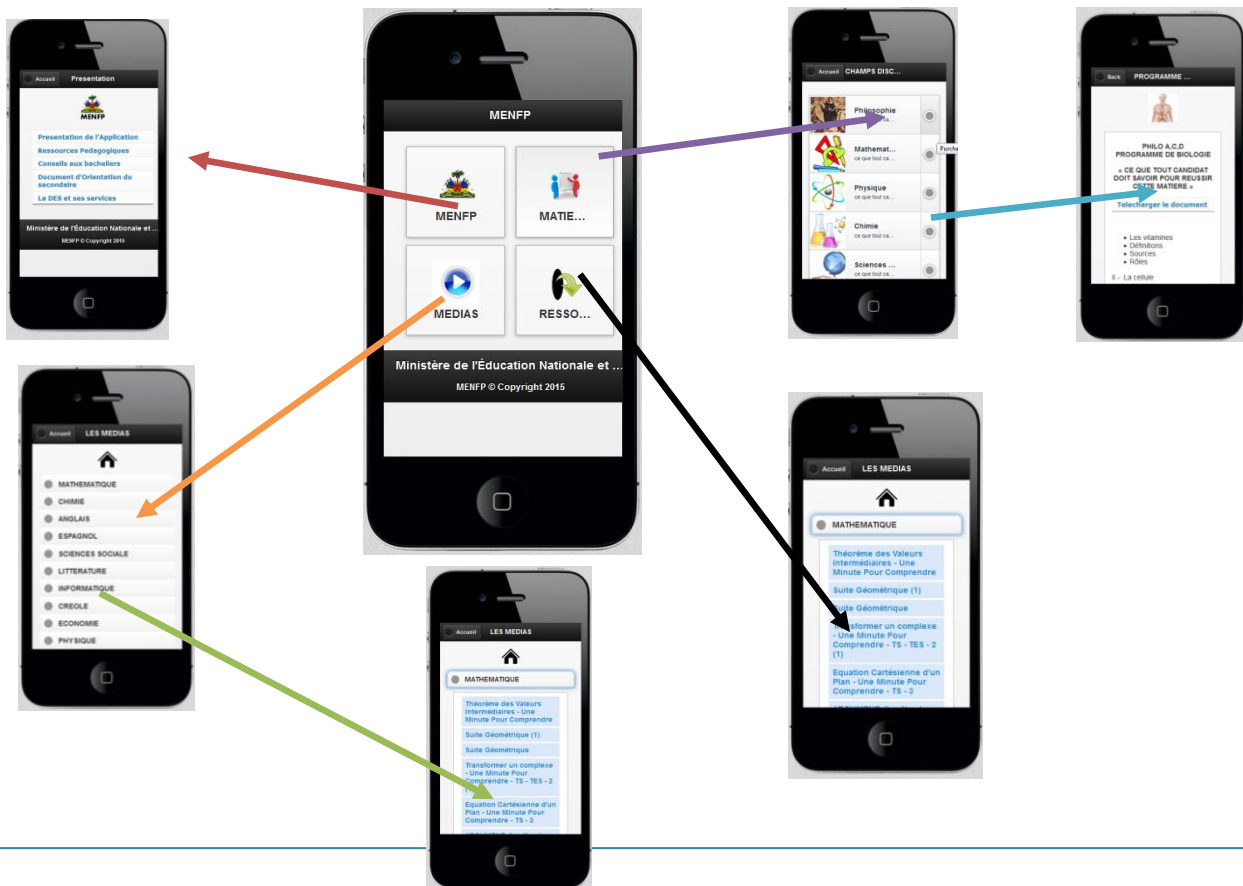 Accueil Presentation
MENFP
Presentation de l'Application
Ressources Pedagogiques
Conseils aux bacheliers
Document d'Orientation du
secondaire
La DES et ses services
Ministère de l'Éducation Nationale et ...
MENFP © Copyright 2015
MENFP
MENFP
MATIE...
MEDIAS
RESSO...
Ministère de l'Éducation Nationale et ...
MENFP © Copyright 2015
Accueil CHAMPS DISC...
Philosophie
ca...
Mathemat...
ce que tout ca...
Purcha
Physique
ce que tout ca...
Chimie
ce que tout ca...
Sciences ...
ce que tout ca...
Back PROGRAMME ...
PHILO A,C,D
PROGRAMME DE BIOLOGIE
« CE QUE TOUT CANDIDAT
DOIT SAVOIR POUR REUSSIR
CETTE MATIERE »
Telecharger le document
• Les vitamines
• Définitions
• Sources
• Rôles
II.- La cellule
Accueil LES MEDIAS
MATHEMATIQUE
CHIMIE
ANGLAIS
ESPAGNOL
SCIENCES SOCIALE
LITTERATURE
INFORMATIQUE
CREOLE
ECONOMIE
PHYSIQUE
Accueil LES MEDIAS
MATHEMATIQUE
Théorème des Valeurs
Intermédiaires - Une
Minute Pour Comprendre
Suite Géométrique (1)
Suite Géométrique
Transformer un complexe
- Une Minute Pour
Comprendre - TS - TES - 2
Equation Cartésienne d'un
Plan - Une Minute Pour
Comprendre - TS - 3
Accueil LES MEDIAS
MATHEMATIQUE
Théorème des Valeurs
Intermédiaires - Une
Minute Pour Comprendre
Suite Géométrique (1)
Suite Géométrique
Transformer un complexe
- Une Minute Pour
Comprendre - TS - TES - 2
(1)
Equation Cartésienne d'un
Plan - Une Minute Pour
Comprendre - TS - 3